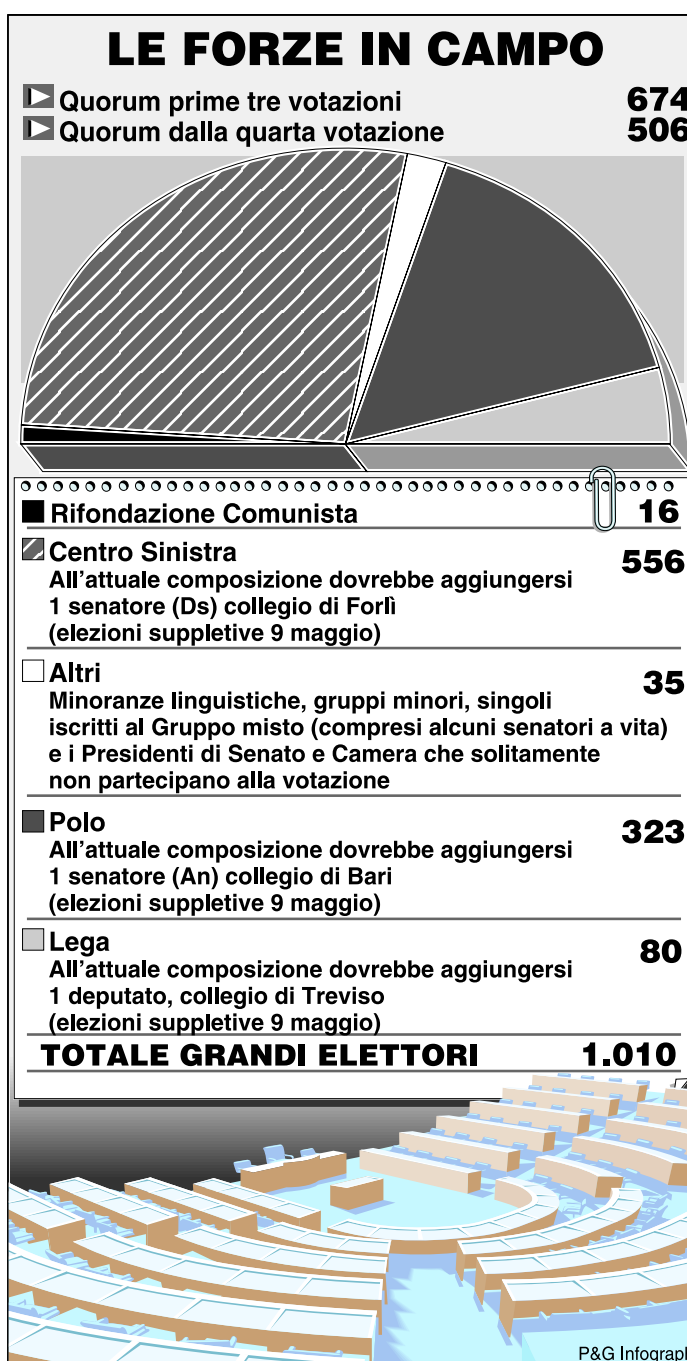 LE FORZE IN CAMPO
Quorum prime tre votazioni 674
Quorum dalla quarta votazione 506
Rifondazione Comunista 16
Centro Sinistra 556
All'attuale composizione dovrebbe aggiungersi
1 senatore (Ds) collegio di Forlì
(elezioni suppletive 9 maggio)
Altri 35
Minoranze linguistiche, gruppi minori, singoli
iscritti al Gruppo misto (compresi alcuni senatori a vita)
e i Presidenti di Senato e Camera che solitamente
non partecipano alla votazione
Polo 323
All'attuale composizione dovrebbe aggiungersi
1 senatore (An) collegio di Bari
(elezioni suppletive 9 maggio)
Lega 80
All'attuale composizione dovrebbe aggiungersi
1 deputato, collegio di Treviso
(elezioni suppletive 9 maggio)
TOTALE GRANDI ELETTORI 1.010
P&G Infograph